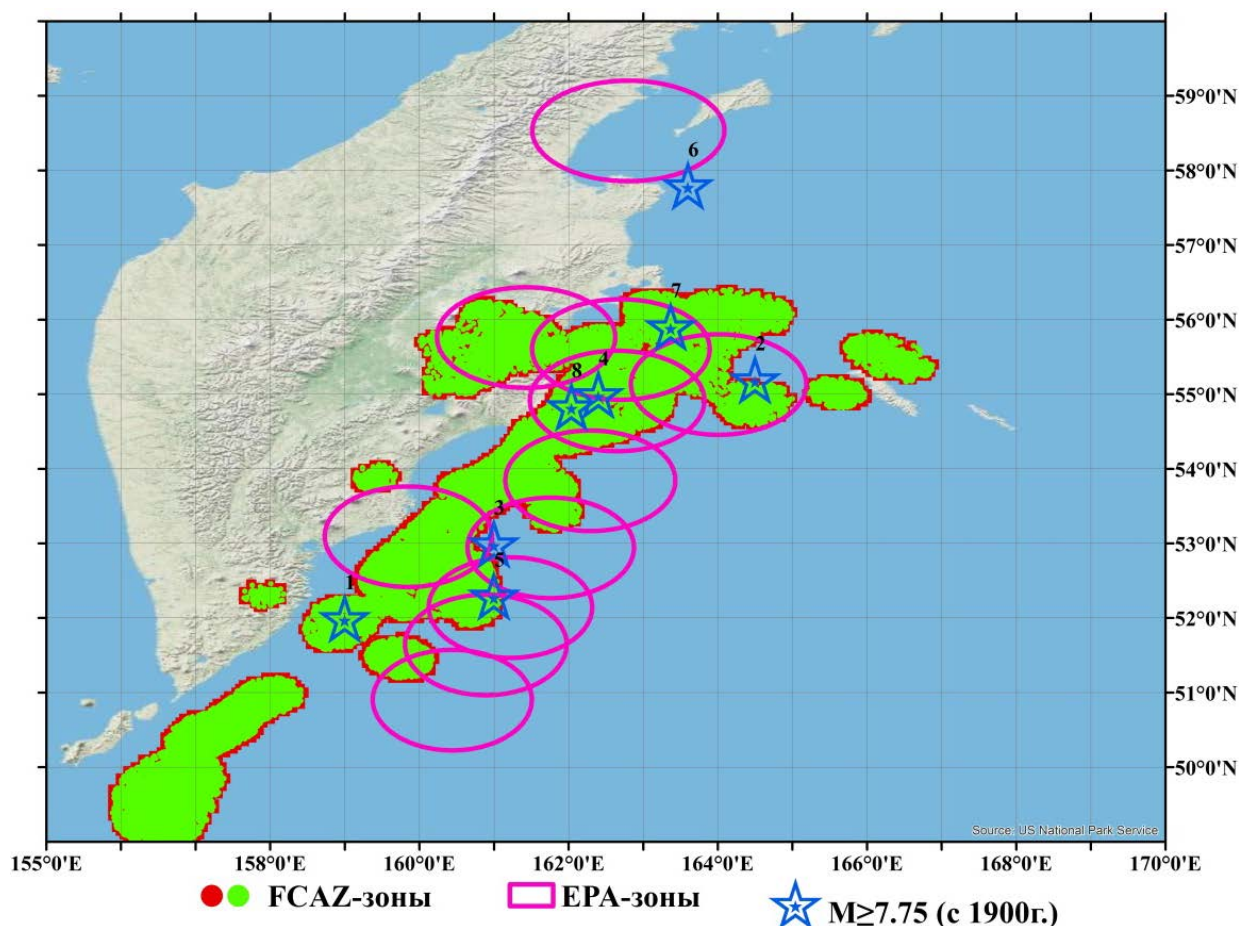 59°0'N
6
58°0'N
57°0'N
7
56°0'N
2
4
8
55°0'N
54°0'N
3
53°0'N
5
1
52°0'N
51°0'N
50°0'N
Source: US National Park Service
155°0'E 158°0'E 160°0'E 162°0'E 164°0'E 166°0'E 168°0'E 170°0'E
FCAZ-зоны EPA-зоны M≥7.75 (с 1900г.)